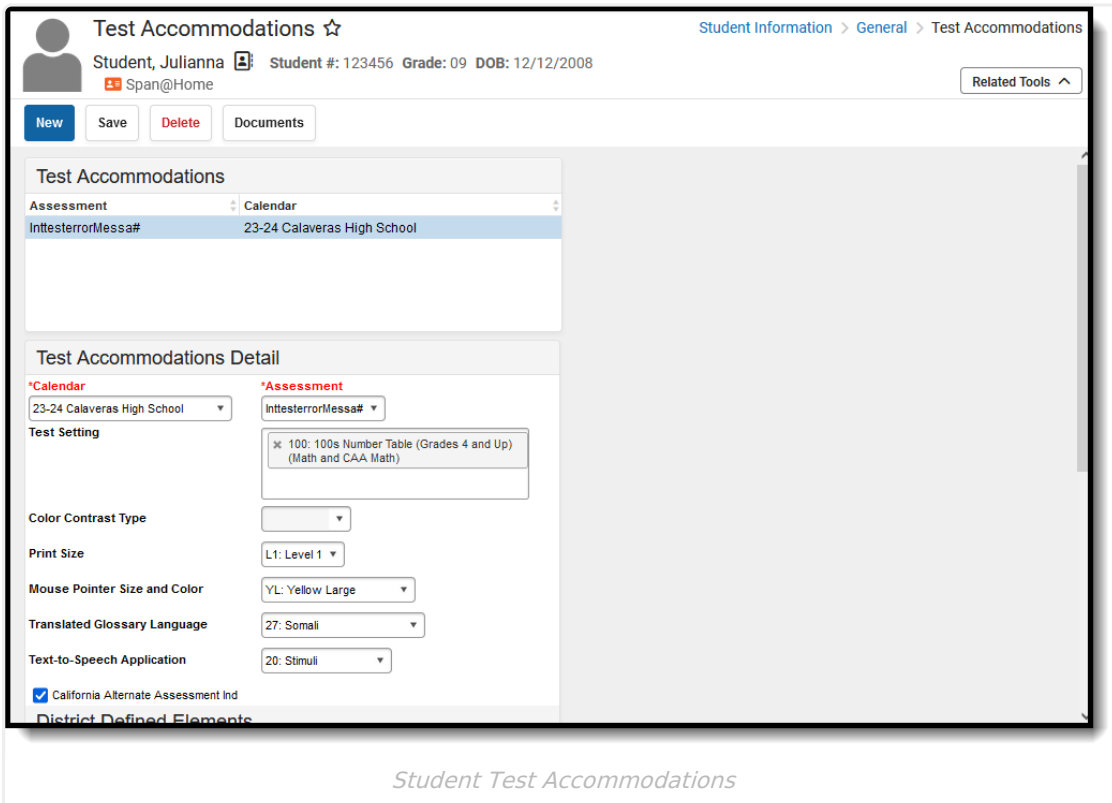 Test Accommodations
Student Information > General > Test Accommodations
Student, Julianna Student #: 123456 Grade: 09 DOB: 12/12/2008
Span@Home
Related Tools
New Save Delete Documents
Test Accommodations
Assessment Calendar
InttesterrorMessa# 23-24 Calaveras High School
Test Accommodations Detail
*Calendar *Assessment
23-24 Calaveras High School InttesterrorMessa#
Test Setting
100: 100s Number Table (Grades 4 and Up)
(Math and CAA Math)
Color Contrast Type
Print Size L1: Level 1
Mouse Pointer Size and Color YL: Yellow Large
Translated Glossary Language 27: Somali
Text-to-Speech Application 20: Stimuli
California Alternate Assessment Ind
District Defined Elements
Student Test Accommodations